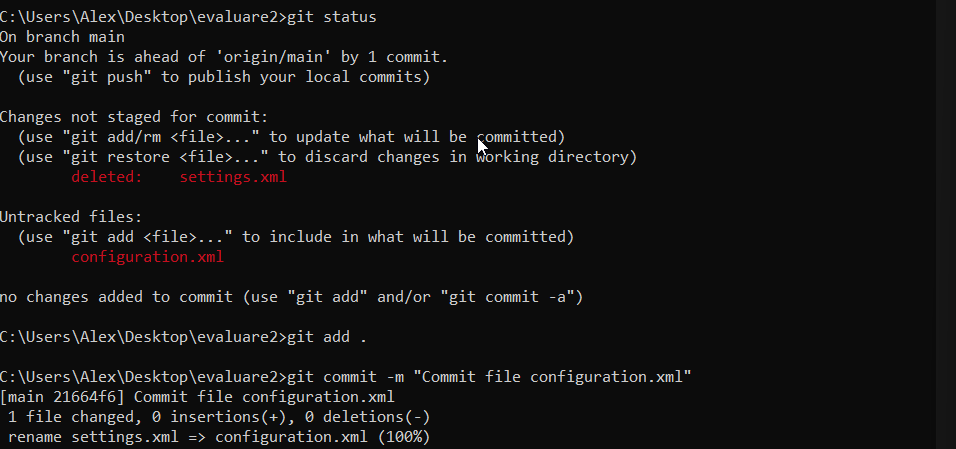 C:\Users\Alex\Desktop\evaluare2>git status
On branch main
Your branch is ahead of 'origin/main' by 1 commit.
  (use "git push" to publish your local commits)

Changes not staged for commit:
  (use "git add/rm <file>..." to update what will be committed)
  (use "git restore <file>..." to discard changes in working directory)
        deleted:    settings.xml

Untracked files:
  (use "git add <file>..." to include in what will be committed)
        configuration.xml

no changes added to commit (use "git add" and/or "git commit -a")

C:\Users\Alex\Desktop\evaluare2>git add .

C:\Users\Alex\Desktop\evaluare2>git commit -m "Commit file configuration.xml"
[main 21664f6] Commit file configuration.xml
 1 file changed, 0 insertions(+), 0 deletions(-)
 rename settings.xml => configuration.xml (100%)